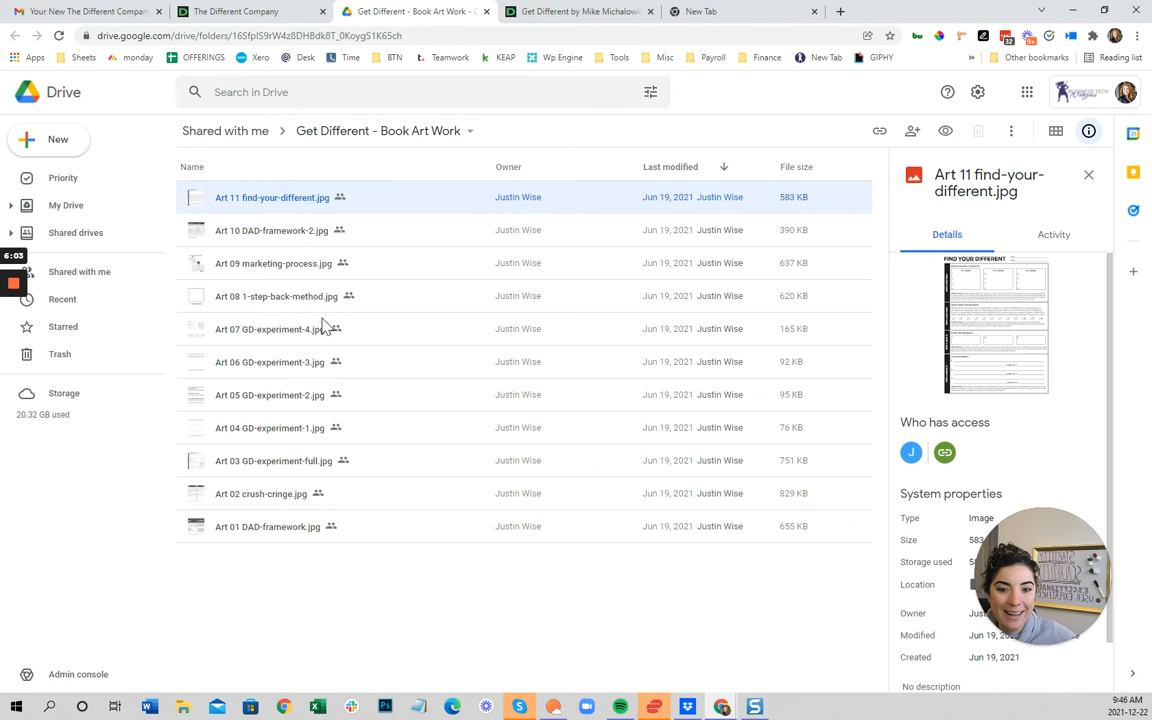 Your New The Different Compan
The Different Company
Get Different - Book Art Work -
Get Different by Mike Michalowi
New Tab
drive.google.com/drive/folders/16SfpIS9rW4z8DHBdk8T_0KoygS1K65ch
Apps
Sheets
monday
OFFERINGS
Xero
Desk
Time
BTN
Teamwork
KEAP
Wp Engine
Tools
Misc
Payroll
Finance
New Tab
GIPHY
Other bookmarks
Reading list
Drive
Search in Drive
New
Shared with me
Get Different - Book Art Work
Name
Owner
Last modified
File size
Art 11 find-your-different.jpg Justin Wise Jun 19, 2021 Justin Wise 583 KB
Art 10 DAD-framework-2.jpg Justin Wise Jun 19, 2021 Justin Wise 390 KB
Art 09 marketing-process.jpg Justin Wise Jun 19, 2021 Justin Wise 637 KB
Art 08 1-step-back-method.jpg Justin Wise Jun 19, 2021 Justin Wise 620 KB
Art 07 GD-experiment-4.jpg Justin Wise Jun 19, 2021 Justin Wise 165 KB
Art 06 GD-experiment-3.jpg Justin Wise Jun 19, 2021 Justin Wise 92 KB
Art 05 GD-experiment-2.jpg Justin Wise Jun 19, 2021 Justin Wise 95 KB
Art 04 GD-experiment-1.jpg Justin Wise Jun 19, 2021 Justin Wise 76 KB
Art 03 GD-experiment-full.jpg Justin Wise Jun 19, 2021 Justin Wise 751 KB
Art 02 crush-cringe.jpg Justin Wise Jun 19, 2021 Justin Wise 829 KB
Art 01 DAD-framework.jpg Justin Wise Jun 19, 2021 Justin Wise 655 KB
Priority
My Drive
Shared drives
6:03
Shared with me
Recent
Starred
Trash
Storage
20.32 GB used
Admin console
Art 11 find-your-
different.jpg
Details
Activity
FIND YOUR DIFFERENT
Who has access
J
System properties
Type Image
Size 583
Storage used
Location
Owner Jus
Modified Jun 19, 20
Created Jun 19, 2021
No description
9:46 AM
2021-12-22